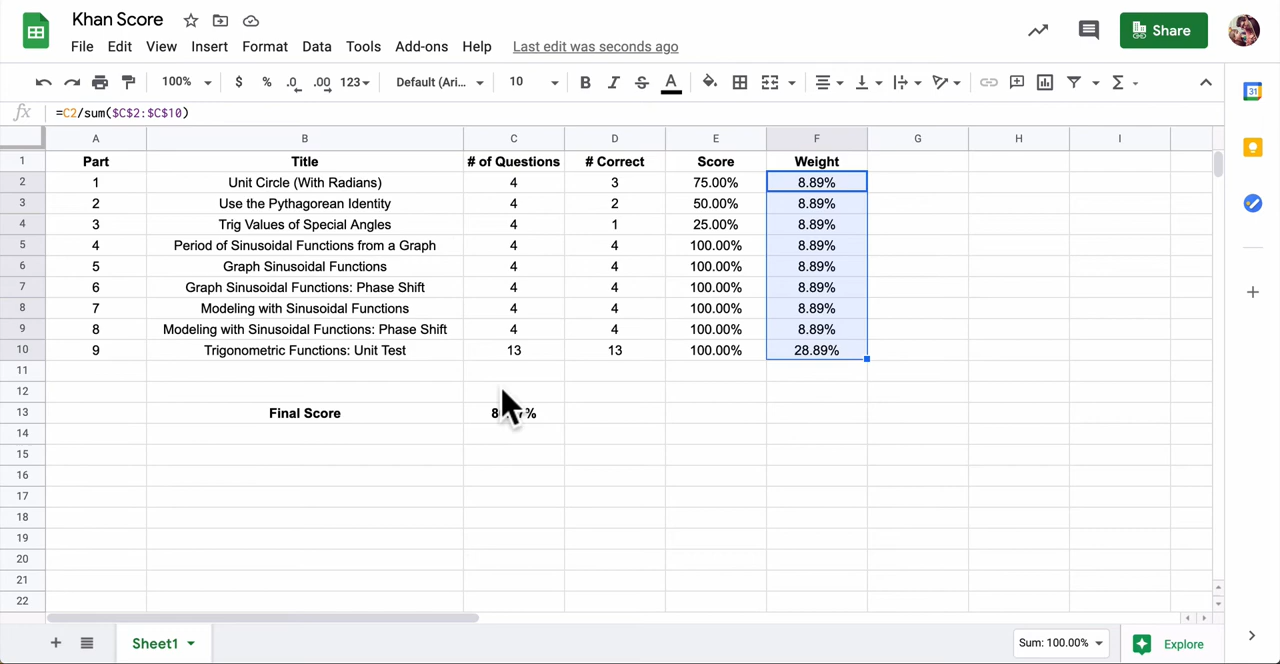 Khan Score
File Edit View Insert Format Data Tools Add-ons Help Last edit was seconds ago
Share
100% $ % .0 .00 123 Default (Ari... 10 B I S A Σ
fx =C2/sum($C$2:$C$10)
A B C D E F G H I
1 Part Title # of Questions # Correct Score Weight
2 1 Unit Circle (With Radians) 4 3 75.00% 8.89%
3 2 Use the Pythagorean Identity 4 2 50.00% 8.89%
4 3 Trig Values of Special Angles 4 1 25.00% 8.89%
5 4 Period of Sinusoidal Functions from a Graph 4 4 100.00% 8.89%
6 5 Graph Sinusoidal Functions 4 4 100.00% 8.89%
7 6 Graph Sinusoidal Functions: Phase Shift 4 4 100.00% 8.89%
8 7 Modeling with Sinusoidal Functions 4 4 100.00% 8.89%
9 8 Modeling with Sinusoidal Functions: Phase Shift 4 4 100.00% 8.89%
10 9 Trigonometric Functions: Unit Test 13 13 100.00% 28.89%
11
12
13 Final Score
14
15
16
17
18
19
20
21
22
Sheet1 Sum: 100.00% Explore
31